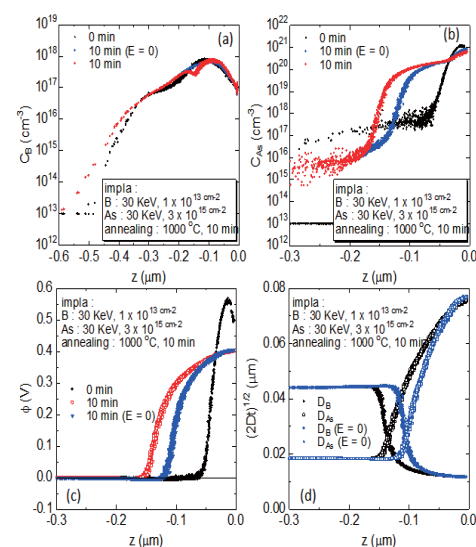 (a)
0 min
10 min (E = 0)
10 min
C_B (cm^-3)
10^19
10^18
10^17
10^16
10^15
10^14
10^13
10^12
impla :
B : 30 KeV, 1 x 10^13 cm-2
As : 30 KeV, 3 x 10^15 cm-2
annealing : 1000 °C, 10 min
-0.6 -0.5 -0.4 -0.3 -0.2 -0.1 0.0
z (μm)
(b)
0 min
10 min (E = 0)
10 min
C_As (cm^-3)
10^22
10^21
10^20
10^19
10^18
10^17
10^16
10^15
10^14
10^13
10^12
impla :
B : 30 KeV, 1 x 10^13 cm-2
As : 30 KeV, 3 x 10^15 cm-2
annealing : 1000 °C, 10 min
-0.3 -0.2 -0.1 0.0
z (μm)
impla :
B : 30 KeV, 1 x 10^13 cm-2
As : 30 KeV, 3 x 10^15 cm-2
annealing : 1000 °C, 10 min
0 min
10 min
10 min (E = 0)
ϕ (V)
0.6
0.5
0.4
0.3
0.2
0.1
0.0
-0.1
(c)
-0.3 -0.2 -0.1 0.0
z (μm)
impla :
B : 30 KeV, 1 x 10^13 cm-2
As : 30 KeV, 3 x 10^15 cm-2
annealing : 1000 °C, 10 min
D_B
D_As
D_B (E = 0)
D_As (E = 0)
(2Dt)^1/2 (μm)
0.08
0.06
0.04
0.02
0.00
(d)
-0.3 -0.2 -0.1 0.0
z (μm)